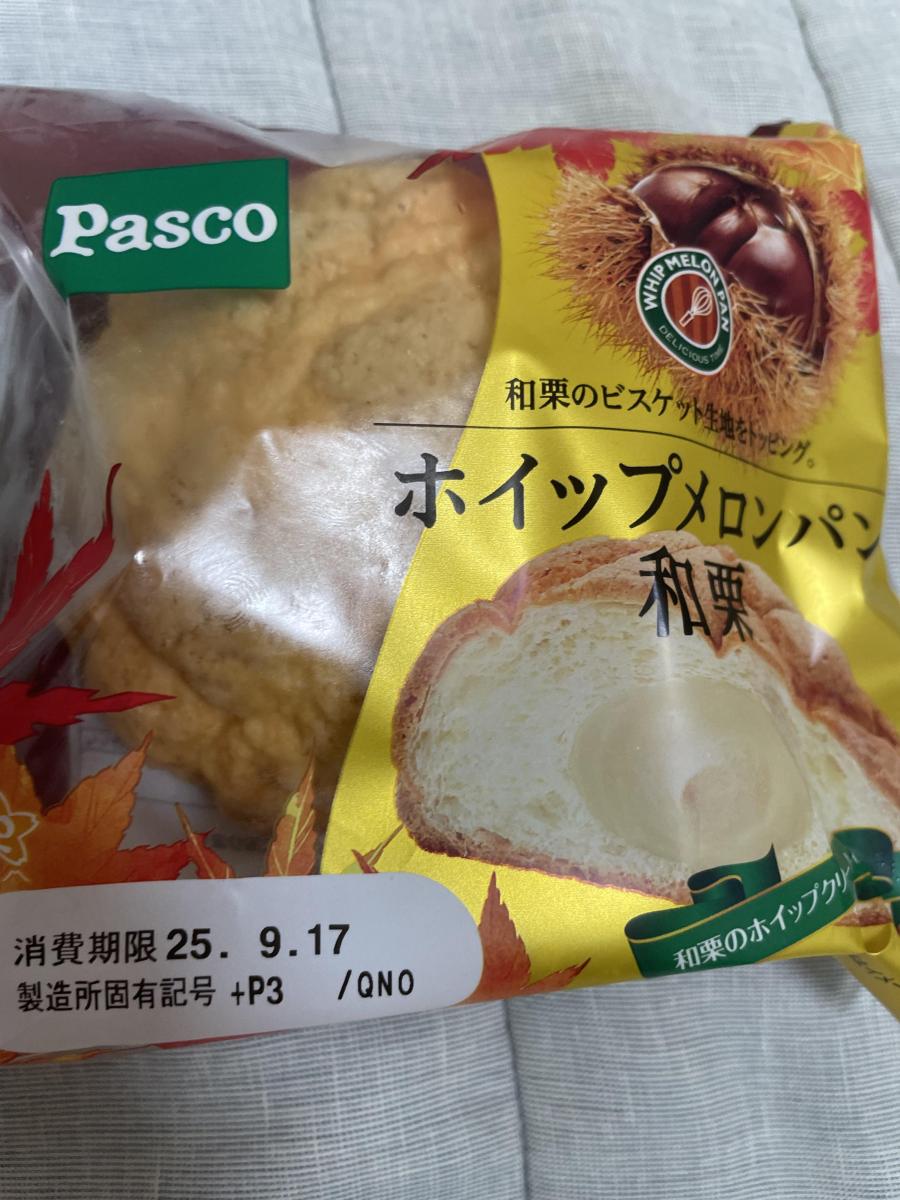 Pasco
WHIP MELON PAN
DELICIOUS TIME
和栗のビスケット生地をトッピング。
ホイップメロンパン
和栗
和栗のホイップクリ
消費期限 25. 9.17
製造所固有記号 +P3 /QNO